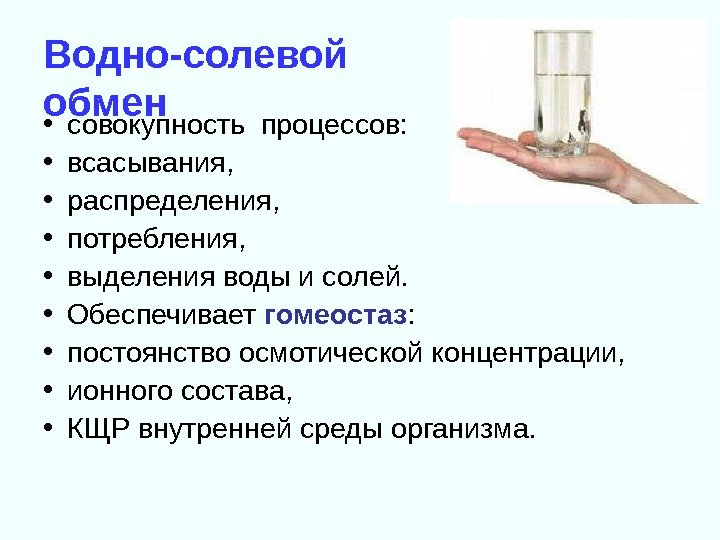 Водно-солевой
обмен
• совокупность процессов:
• всасывания,
• распределения,
• потребления,
• выделения воды и солей.
• Обеспечивает гомеостаз:
• постоянство осмотической концентрации,
• ионного состава,
• КЩР внутренней среды организма.